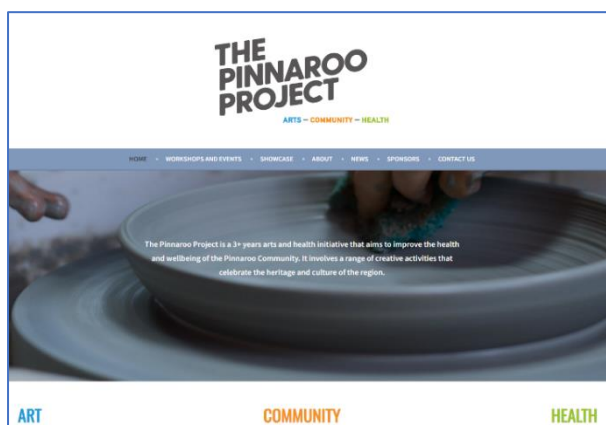 THE
PINNAROO
PROJECT
ARTS – COMMUNITY – HEALTH
HOME • WORKSHOPS AND EVENTS • SHOWCASE • ABOUT • NEWS • SPONSORS • CONTACT US
The Pinnaroo Project is a 3+ years arts and health initiative that aims to improve the health
and wellbeing of the Pinnaroo Community. It involves a range of creative activities that
celebrate the heritage and culture of the region.
ART COMMUNITY HEALTH